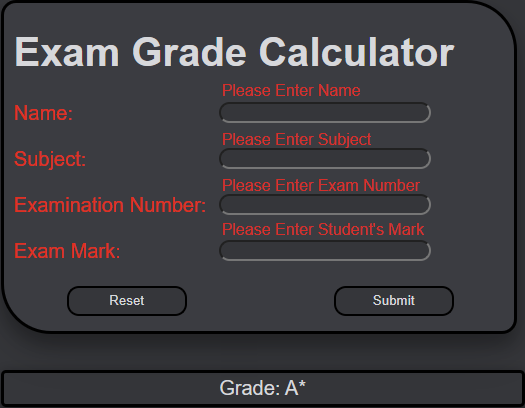 Exam Grade Calculator
Please Enter Name
Name:
Please Enter Subject
Subject:
Please Enter Exam Number
Examination Number:
Please Enter Student's Mark
Exam Mark:
Reset
Submit
Grade: A*